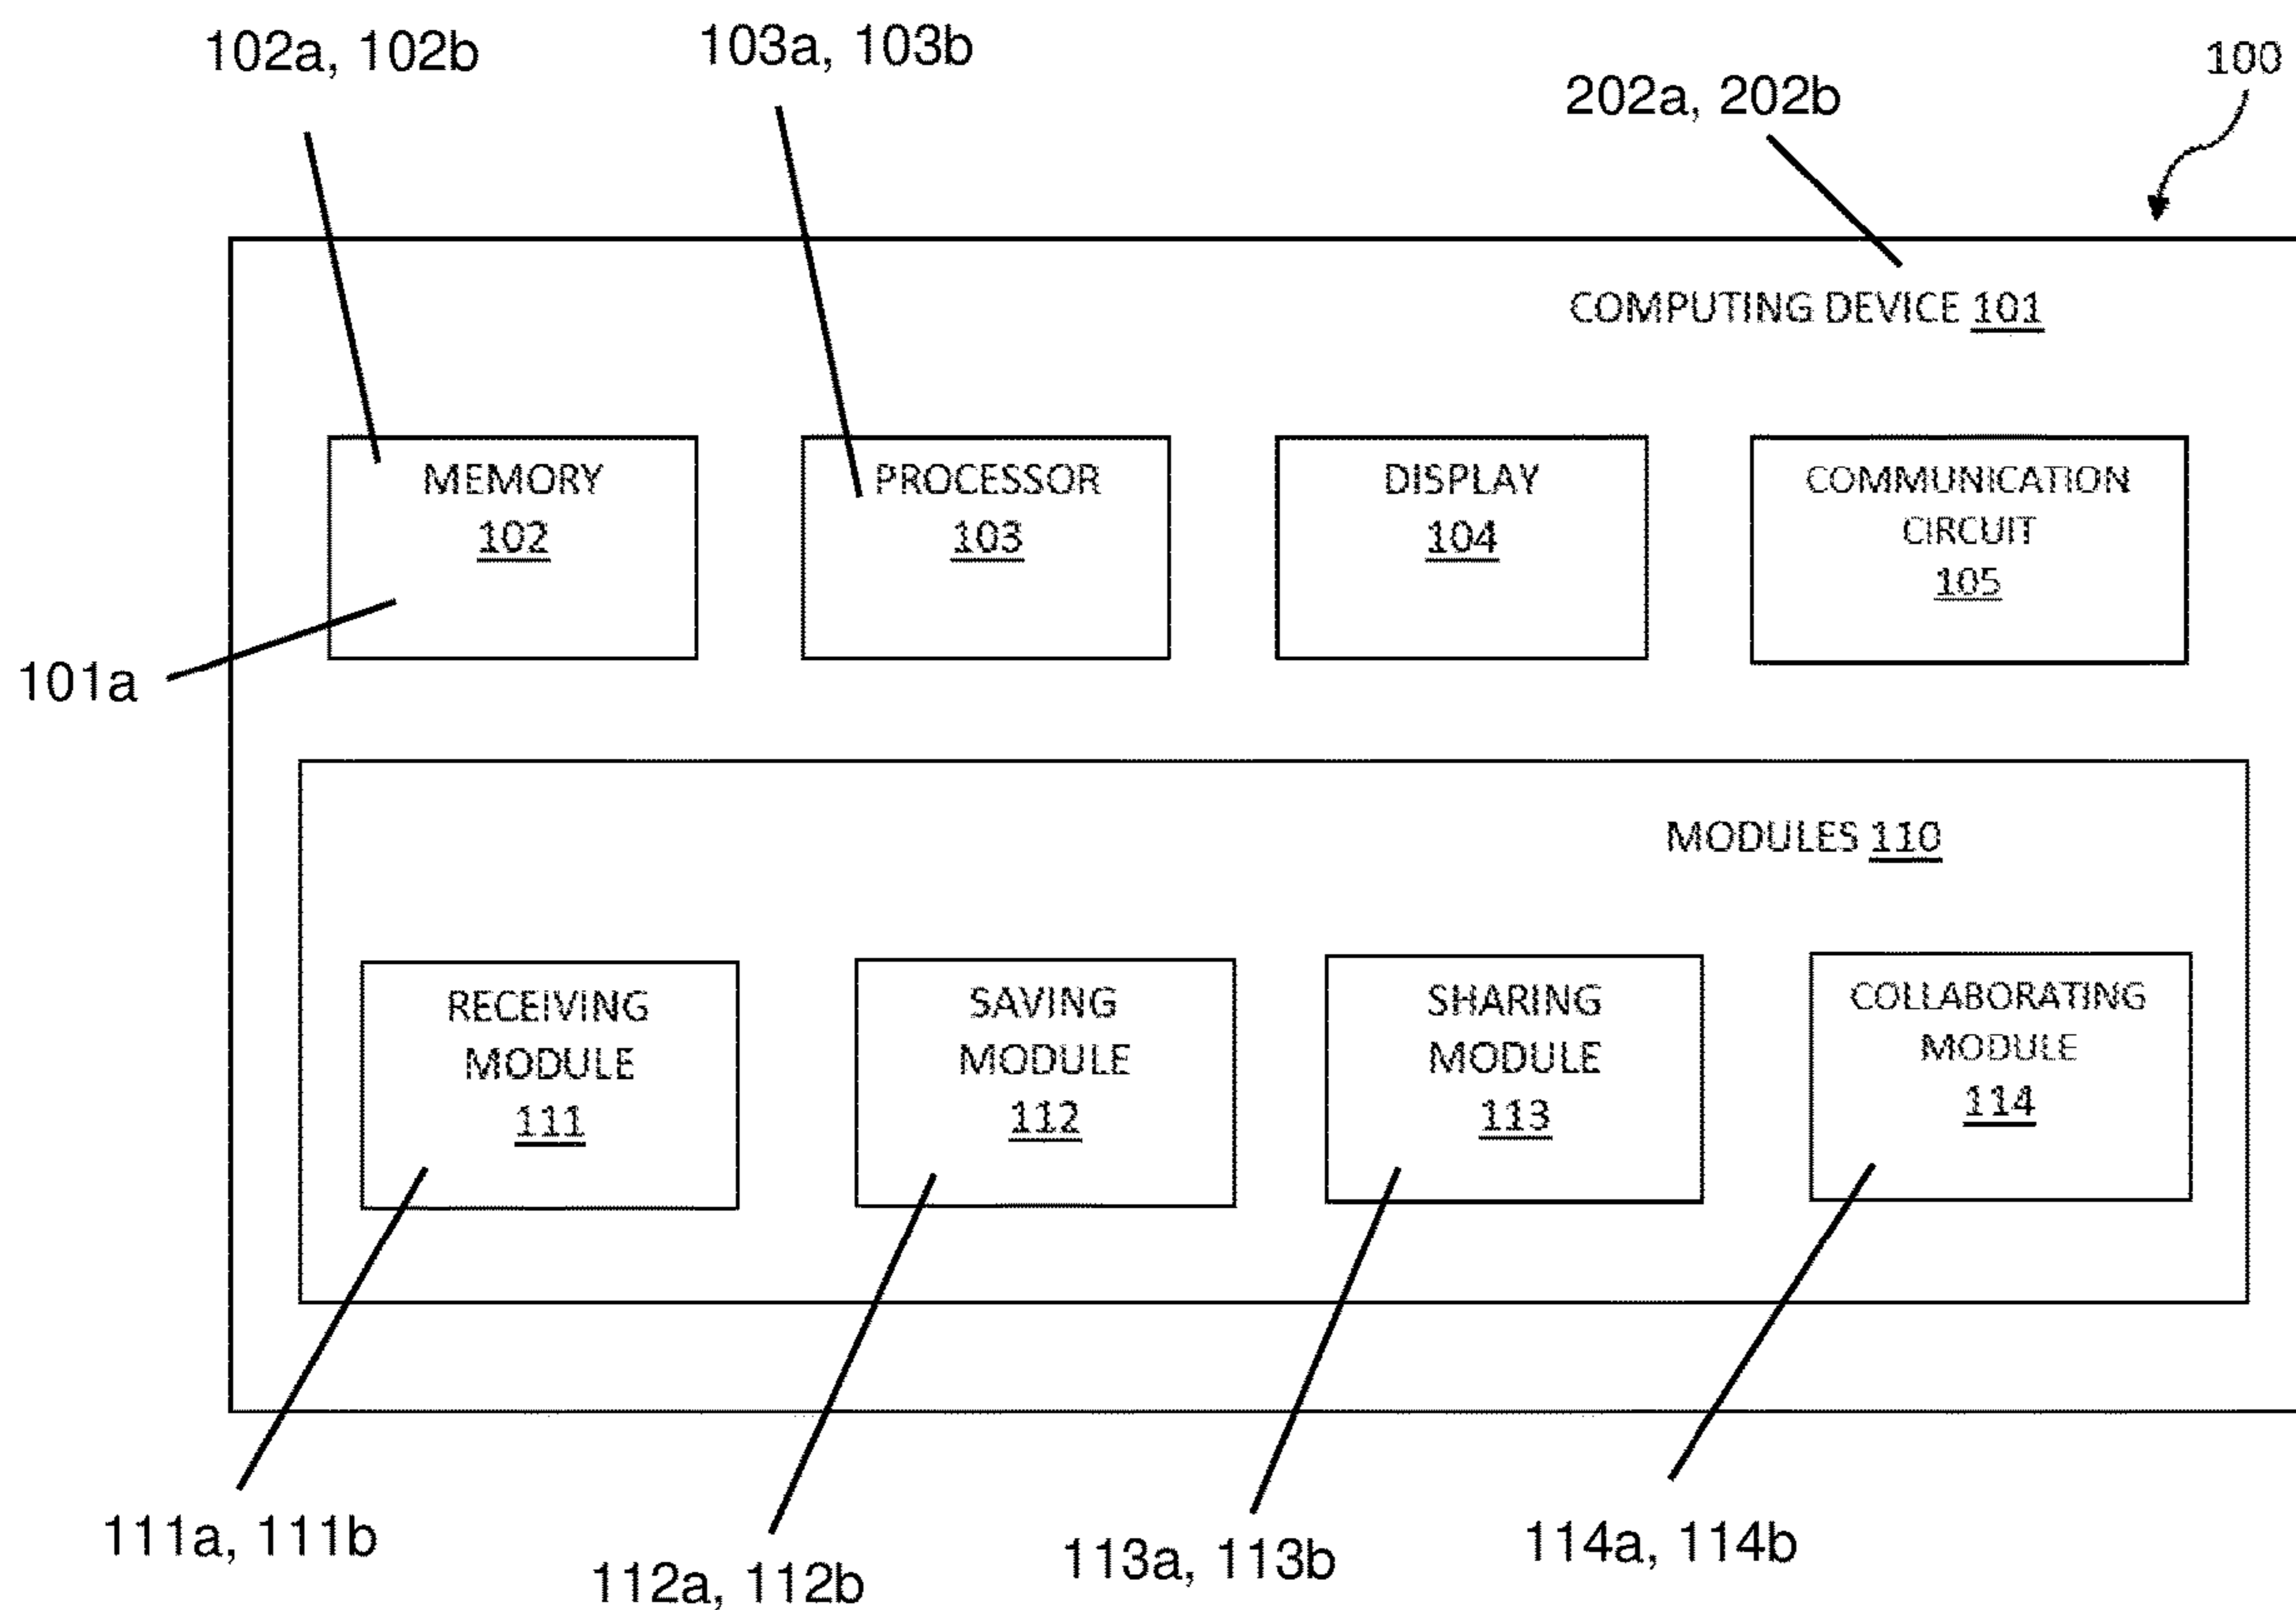 102a, 102b
103a, 103b
202a, 202b
100
COMPUTING DEVICE 101
MEMORY
102
PROCESSOR
103
DISPLAY
104
COMMUNICATION
CIRCUIT
105
101a
MODULES 110
RECEIVING
MODULE
111
SAVING
MODULE
112
SHARING
MODULE
113
COLLABORATING
MODULE
114
111a, 111b
112a, 112b
113a, 113b
114a, 114b